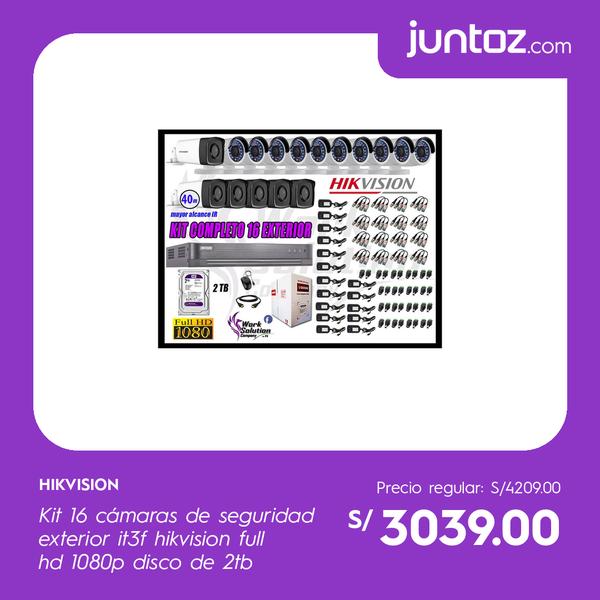 juntoz.com
HIKVISION
40m
mayor alcance IR
KIT COMPLETO 16 EXTERIOR
2 TB
Full HD
1080
Work
Solution
Company
HIKVISION
Kit 16 cámaras de seguridad
exterior it3f hikvision full
hd 1080p disco de 2tb
Precio regular: S/4209.00
S/ 3039.00